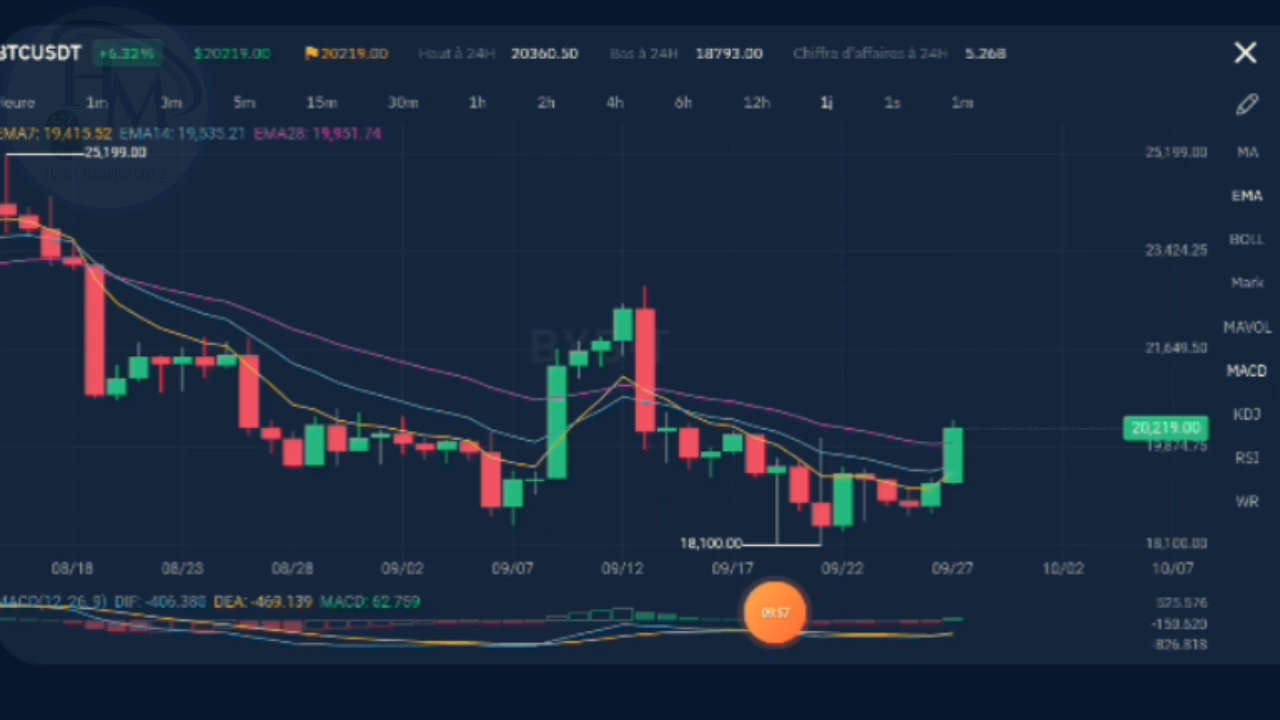 BTCUSDT +6.32% $20219.00 20219.00 Haut à 24H 20360.50 Bas à 24H 18793.00 Chiffre d'affaires à 24H 5.26B
Heure 1m 3m 5m 15m 30m 1h 2h 4h 6h 12h 1j 1s 1m
HM
EMA7: 19,415.52 EMA14: 19,535.21 EMA28: 19,951.74
25,199.00 25,199.00 MA
EMA
BOLL
23,424.25
Mark
MAVOL
BYBIT
21,649.50
MACD
KDJ
20,219.00
19,874.75
RSI
WR
18,100.00 18,100.00
08/18 08/23 08/28 09/02 09/07 09/12 09/17 09/22 09/27 10/02 10/07
MACD(12, 26, 9) DIF: -406.380 DEA: -469.139 MACD: 62.759
525.576
09:57
-150.620
-826.818